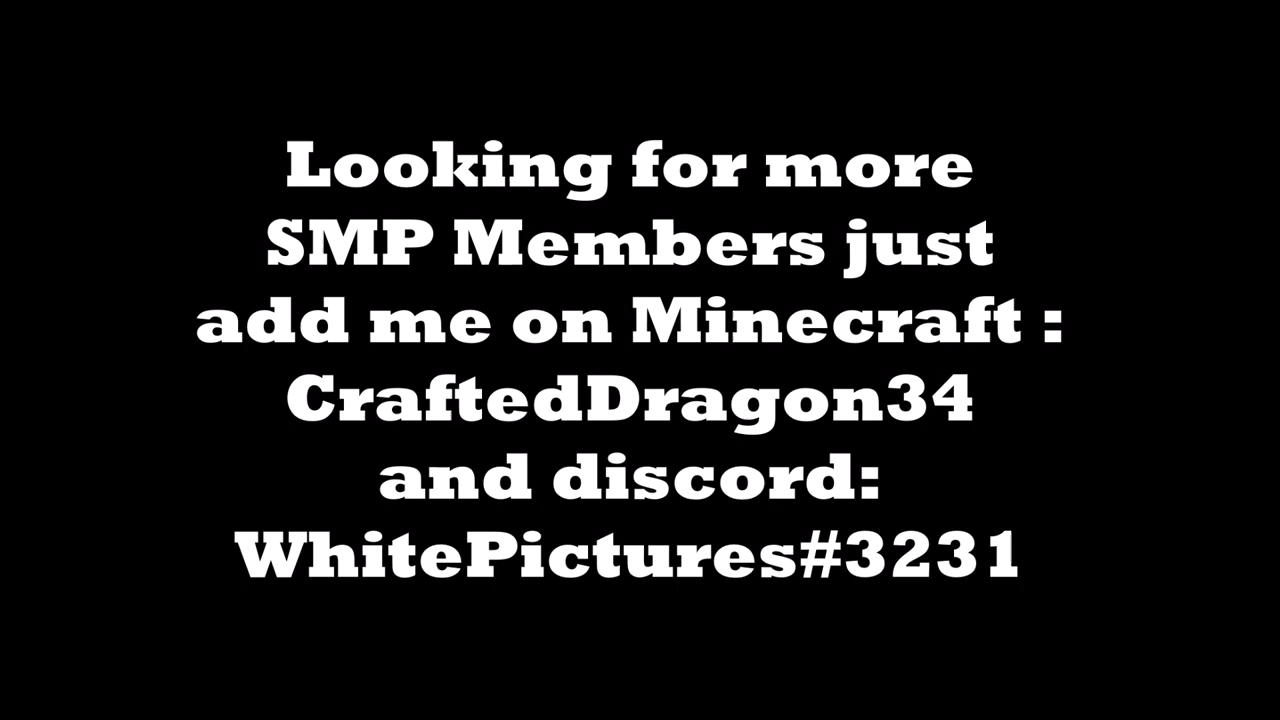 Looking for more
SMP Members just
add me on Minecraft :
CraftedDragon34
and discord:
WhitePictures#3231